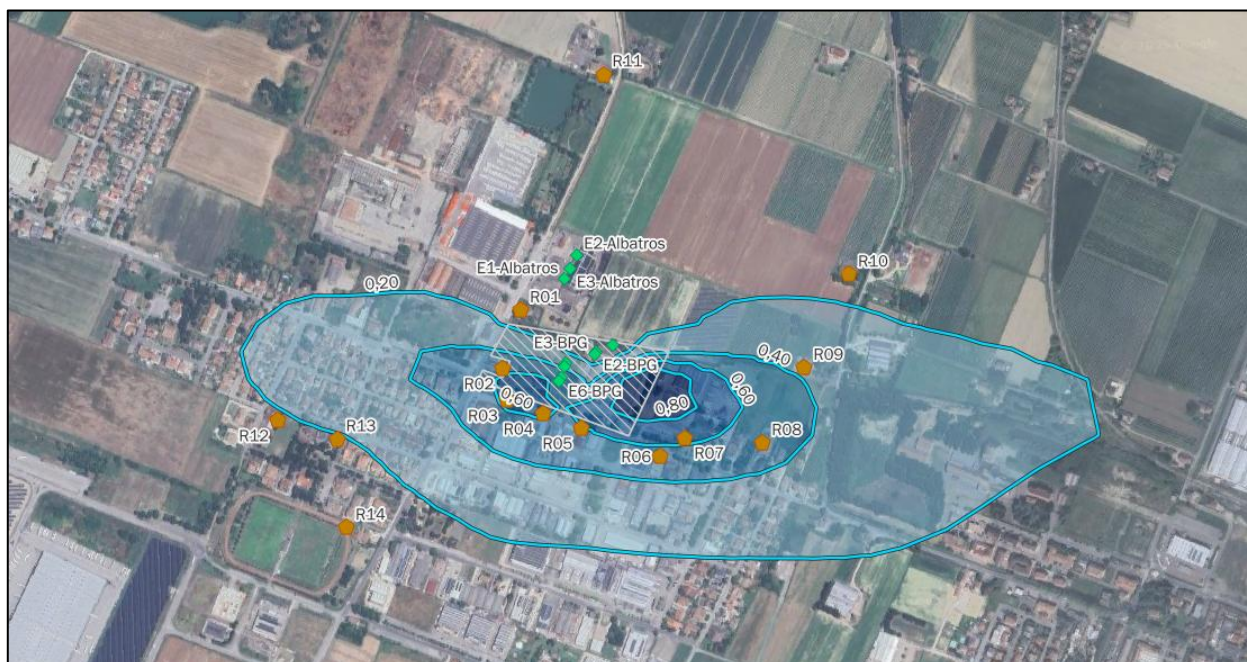 R11
E2-Albatros
E1-Albatros
E3-Albatros
R10
0,20
R01
E3-BPG
E2-BPG
0,40
R09
R02
E6-BPG
0,60
0,60
0,80
R03
R04
R05
R12
R13
R06
R07
R08
R14